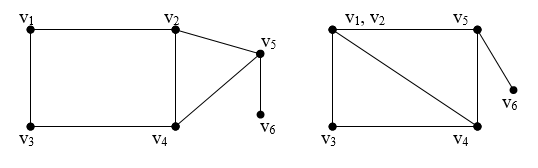 v₁ v₂ v₁, v₂ v₅
v₅
v₆
v₃ v₄ v₆ v₃ v₄